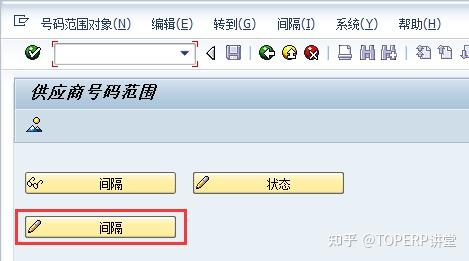 号码范围对象(N) 编辑(E) 转到(G) 间隔(I) 系统(Y) 帮助(H)
供应商号码范围
间隔 状态
间隔
知乎 @TOPERP讲堂